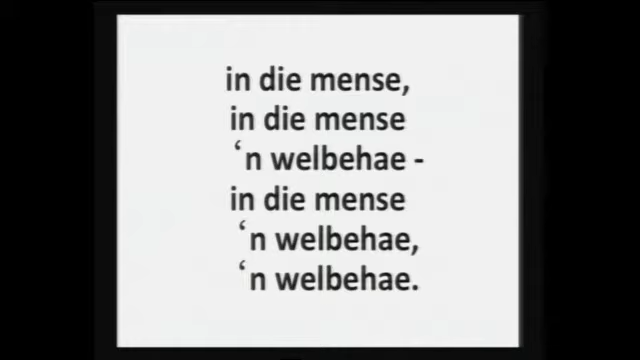 in die mense,
in die mense
‘n welbehae -
in die mense
‘n welbehae,
‘n welbehae.